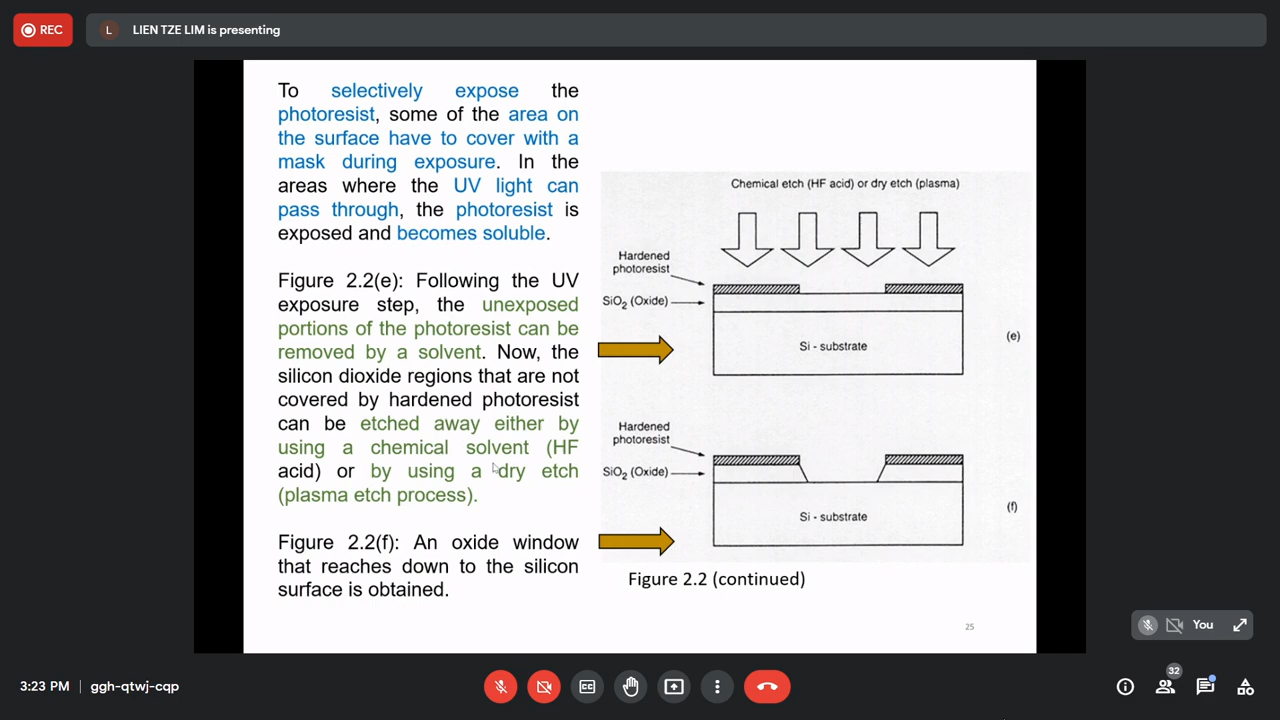 REC
L
LIEN TZE LIM is presenting
To selectively expose the
photoresist, some of the area on
the surface have to cover with a
mask during exposure. In the
areas where the UV light can
pass through, the photoresist is
exposed and becomes soluble.
Figure 2.2(e): Following the UV
exposure step, the unexposed
portions of the photoresist can be
removed by a solvent. Now, the
silicon dioxide regions that are not
covered by hardened photoresist
can be etched away either by
using a chemical solvent (HF
acid) or by using a dry etch
(plasma etch process).
Figure 2.2(f): An oxide window
that reaches down to the silicon
surface is obtained.
Chemical etch (HF acid) or dry etch (plasma)
Hardened
photoresist
SiO2 (Oxide)
Si - substrate
(e)
Hardened
photoresist
SiO2 (Oxide)
Si - substrate
(f)
Figure 2.2 (continued)
25
You
3:23 PM
ggh-qtwj-cqp
CC
32